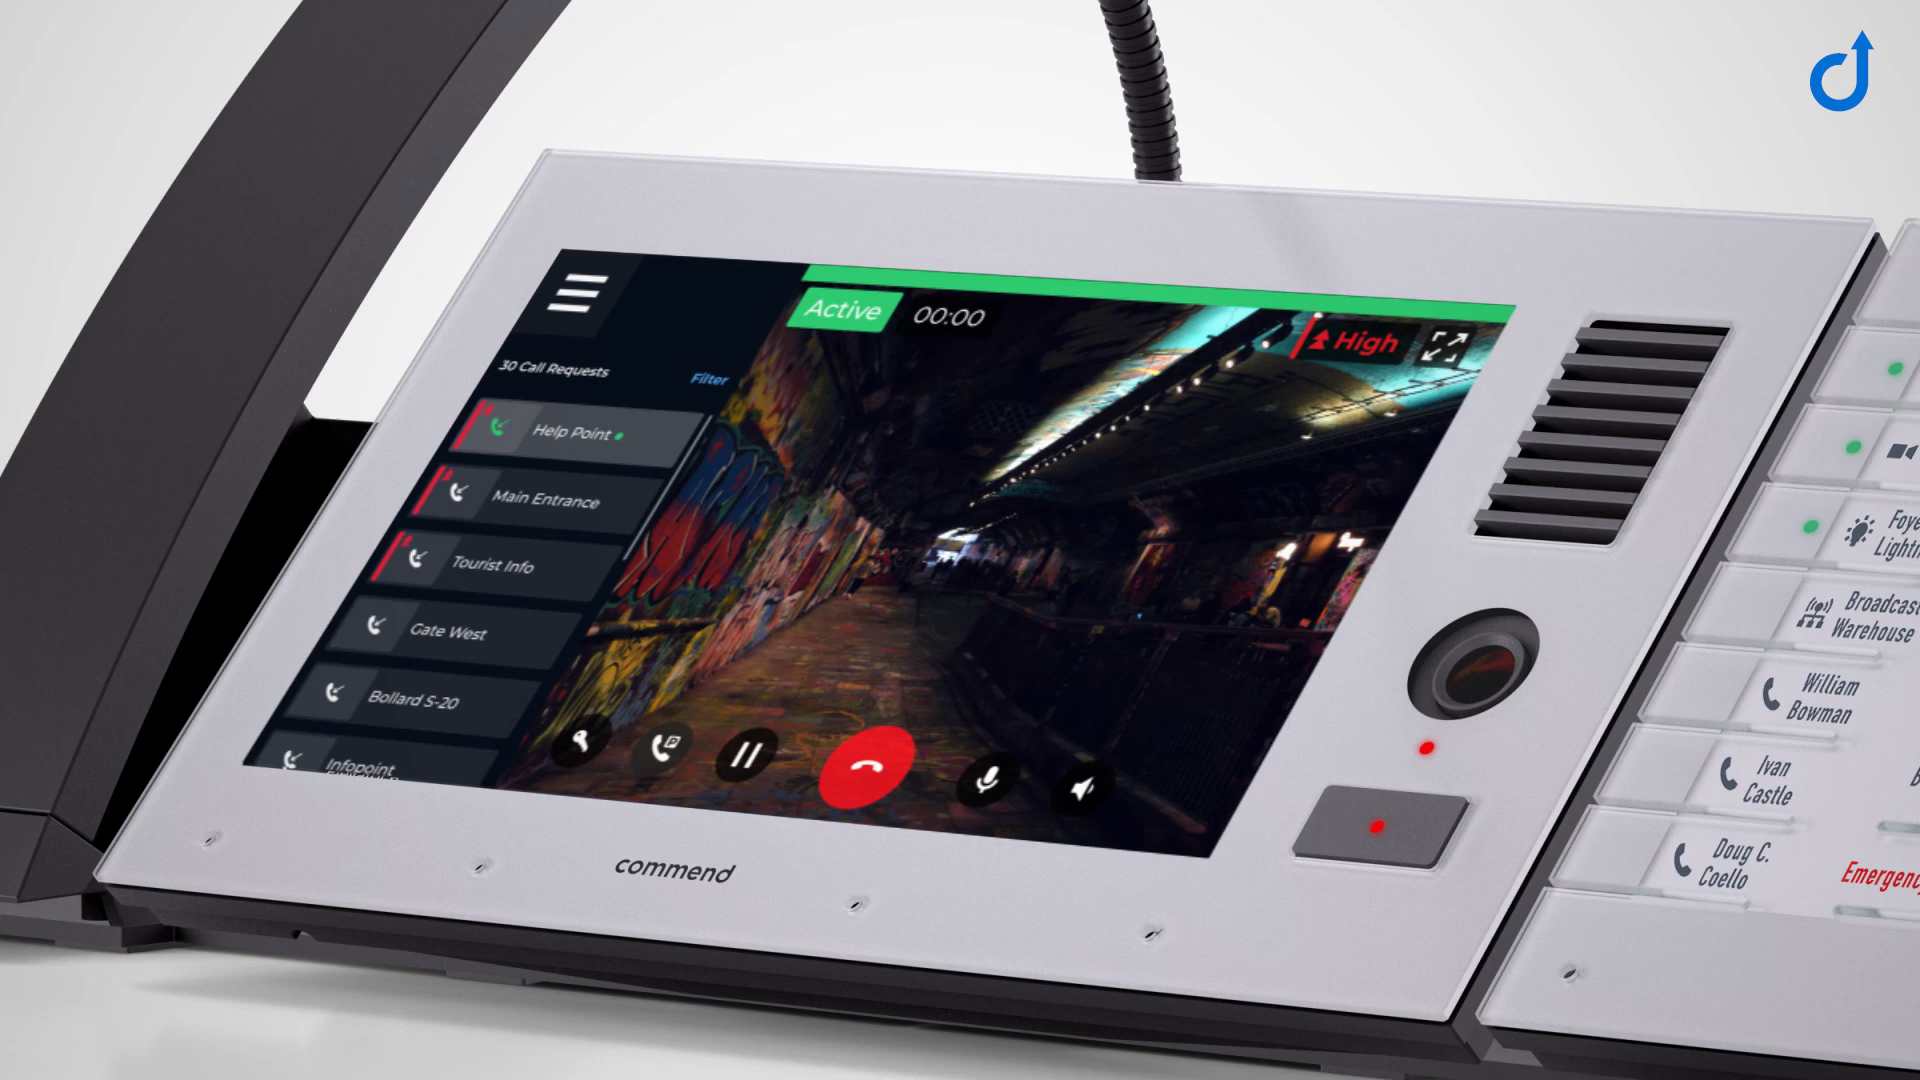 Active
00:00
High
30 Call Requests
Filter
Help Point
Main Entrance
Tourist Info
Gate West
Bollard S-20
Infopoint
commend
Broadcast
Warehouse
William
Bowman
Ivan
Castle
Doug C.
Coello